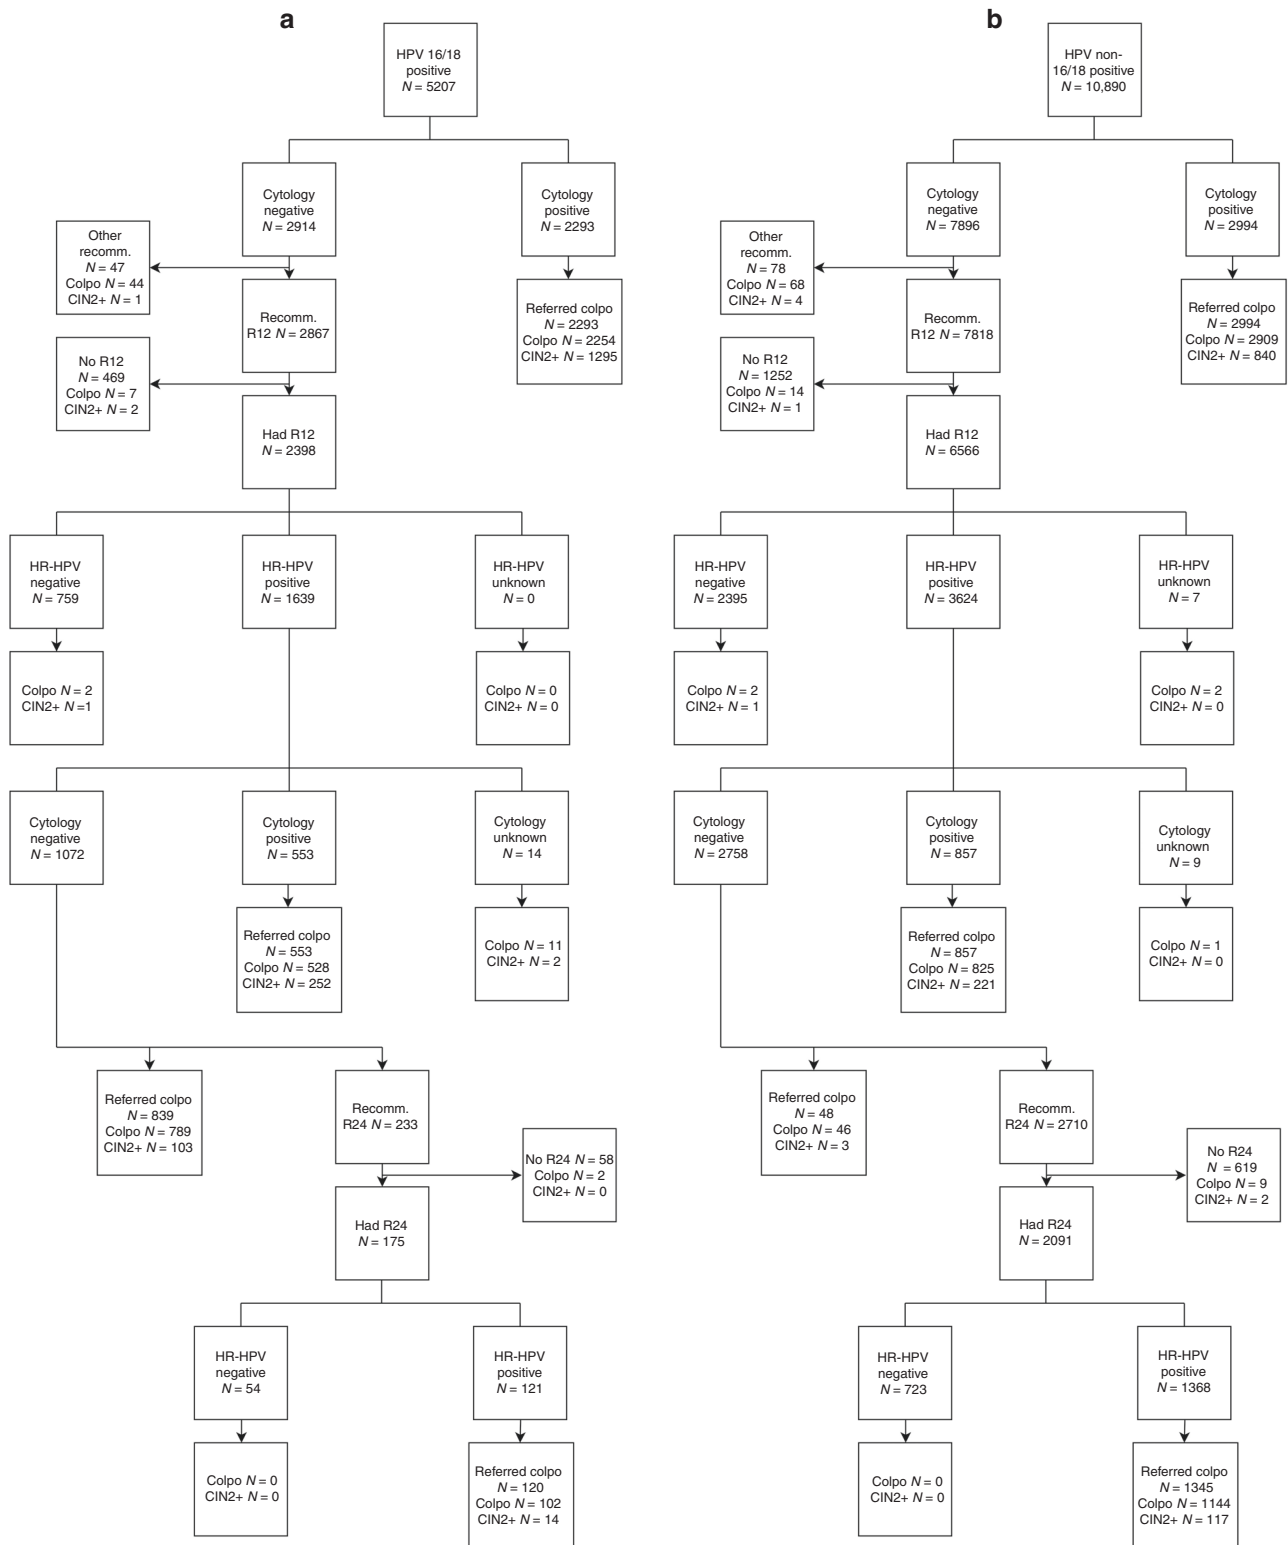 a
HPV 16/18
positive
N = 5207
Cytology
negative
N = 2914
Cytology
positive
N = 2293
Other
recomm.
N = 47
Colpo N = 44
CIN2+ N = 1
Recomm.
R12 N = 2867
Referred colpo
N = 2293
Colpo N = 2254
CIN2+ N = 1295
No R12
N = 469
Colpo N = 7
CIN2+ N = 2
Had R12
N = 2398
HR-HPV
negative
N = 759
HR-HPV
positive
N = 1639
HR-HPV
unknown
N = 0
Colpo N = 2
CIN2+ N =1
Colpo N = 0
CIN2+ N = 0
Cytology
negative
N = 1072
Cytology
positive
N = 553
Cytology
unknown
N = 14
Referred colpo
N = 553
Colpo N = 528
CIN2+ N = 252
Colpo N = 11
CIN2+ N = 2
Referred colpo
N = 839
Colpo N = 789
CIN2+ N = 103
Recomm.
R24 N = 233
No R24 N = 58
Colpo N = 2
CIN2+ N = 0
Had R24
N = 175
HR-HPV
negative
N = 54
HR-HPV
positive
N = 121
Colpo N = 0
CIN2+ N = 0
Referred colpo
N = 120
Colpo N = 102
CIN2+ N = 14
b
HPV non-
16/18 positive
N = 10,890
Cytology
negative
N = 7896
Cytology
positive
N = 2994
Other
recomm.
N = 78
Colpo N = 68
CIN2+ N = 4
Recomm.
R12 N = 7818
Referred colpo
N = 2994
Colpo N = 2909
CIN2+ N = 840
No R12
N = 1252
Colpo N = 14
CIN2+ N = 1
Had R12
N = 6566
HR-HPV
negative
N = 2395
HR-HPV
positive
N = 3624
HR-HPV
unknown
N = 7
Colpo N = 2
CIN2+ N = 1
Colpo N = 2
CIN2+ N = 0
Cytology
negative
N = 2758
Cytology
positive
N = 857
Cytology
unknown
N = 9
Referred colpo
N = 857
Colpo N = 825
CIN2+ N = 221
Colpo N = 1
CIN2+ N = 0
Referred colpo
N = 48
Colpo N = 46
CIN2+ N = 3
Recomm.
R24 N = 2710
No R24
N = 619
Colpo N = 9
CIN2+ N = 2
Had R24
N = 2091
HR-HPV
negative
N = 723
HR-HPV
positive
N = 1368
Colpo N = 0
CIN2+ N = 0
Referred colpo
N = 1345
Colpo N = 1144
CIN2+ N = 117